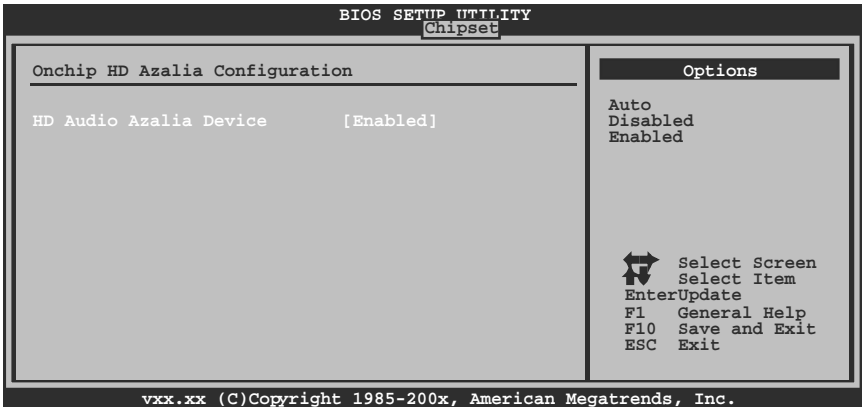 BIOS SETUP UTILITY
Chipset
Onchip HD Azalia Configuration
HD Audio Azalia Device [Enabled]
Options
Auto
Disabled
Enabled
Select Screen
Select Item
EnterUpdate
F1 General Help
F10 Save and Exit
ESC Exit
vxx.xx (C)Copyright 1985-200x, American Megatrends, Inc.